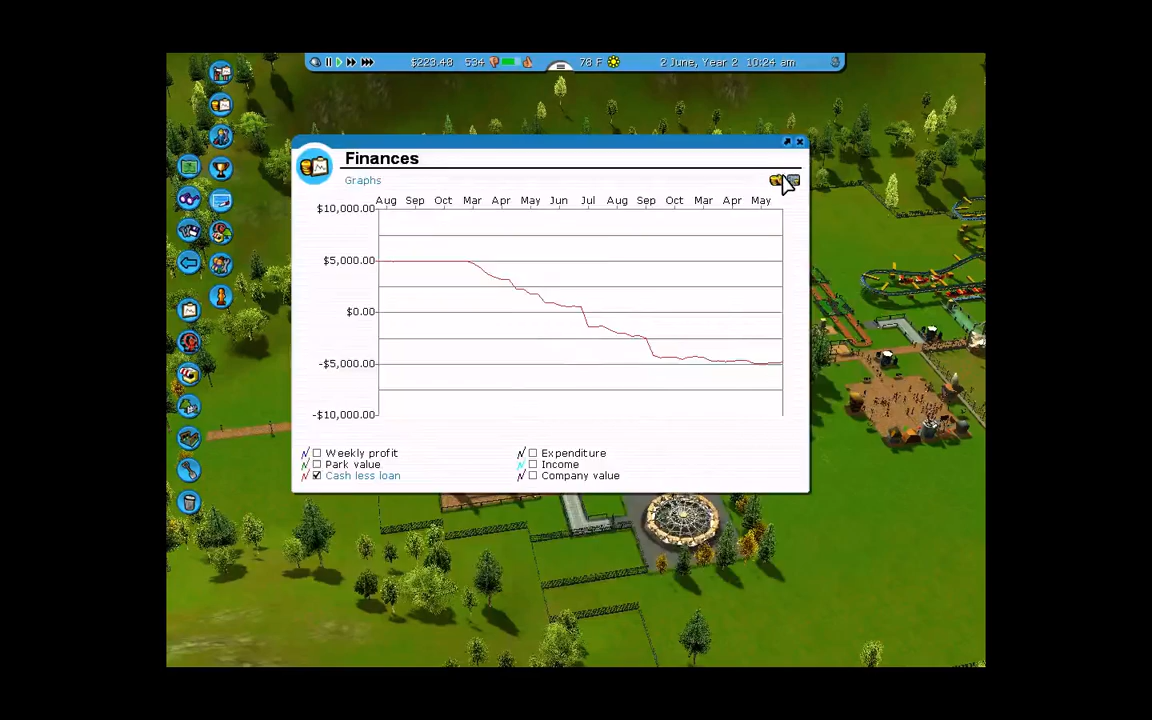 $223.48 534 78 F 2 June, Year 2 10:24 am
Finances
Graphs
Aug Sep Oct Mar Apr May Jun Jul Aug Sep Oct Mar Apr May
$10,000.00
$5,000.00
$0.00
-$5,000.00
-$10,000.00
Weekly profit Expenditure
Park value Income
Cash less loan Company value